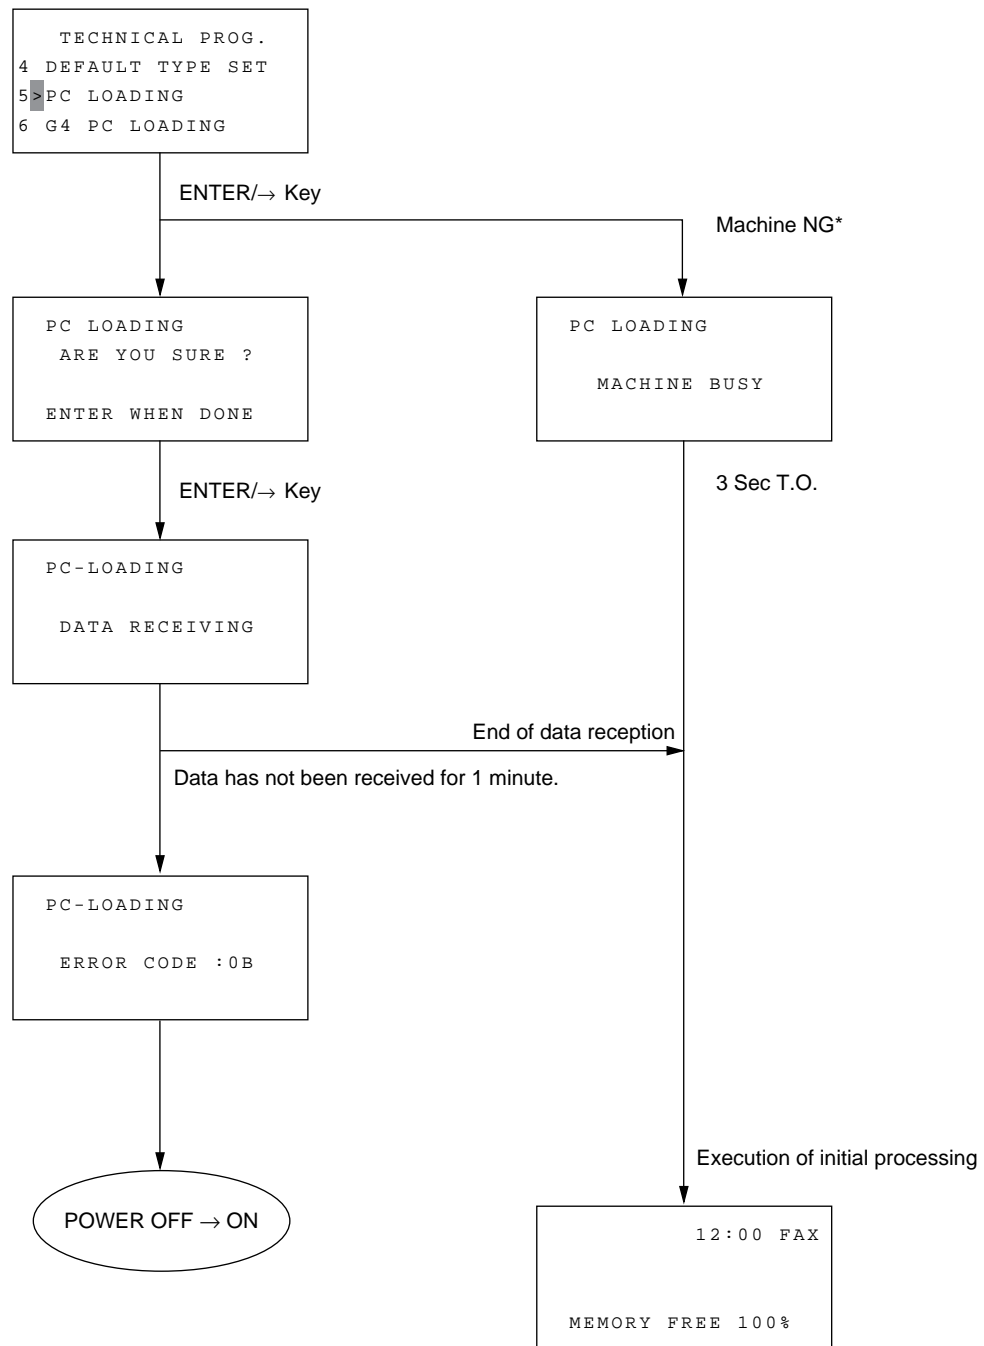 TECHNICAL PROG.
4 DEFAULT TYPE SET
5>PC LOADING
6 G4 PC LOADING
ENTER/→ Key
Machine NG*
PC LOADING
ARE YOU SURE ?
ENTER WHEN DONE
PC LOADING
MACHINE BUSY
ENTER/→ Key
3 Sec T.O.
PC-LOADING
DATA RECEIVING
End of data reception
Data has not been received for 1 minute.
PC-LOADING
ERROR CODE :0B
Execution of initial processing
POWER OFF → ON
12:00 FAX
MEMORY FREE 100%